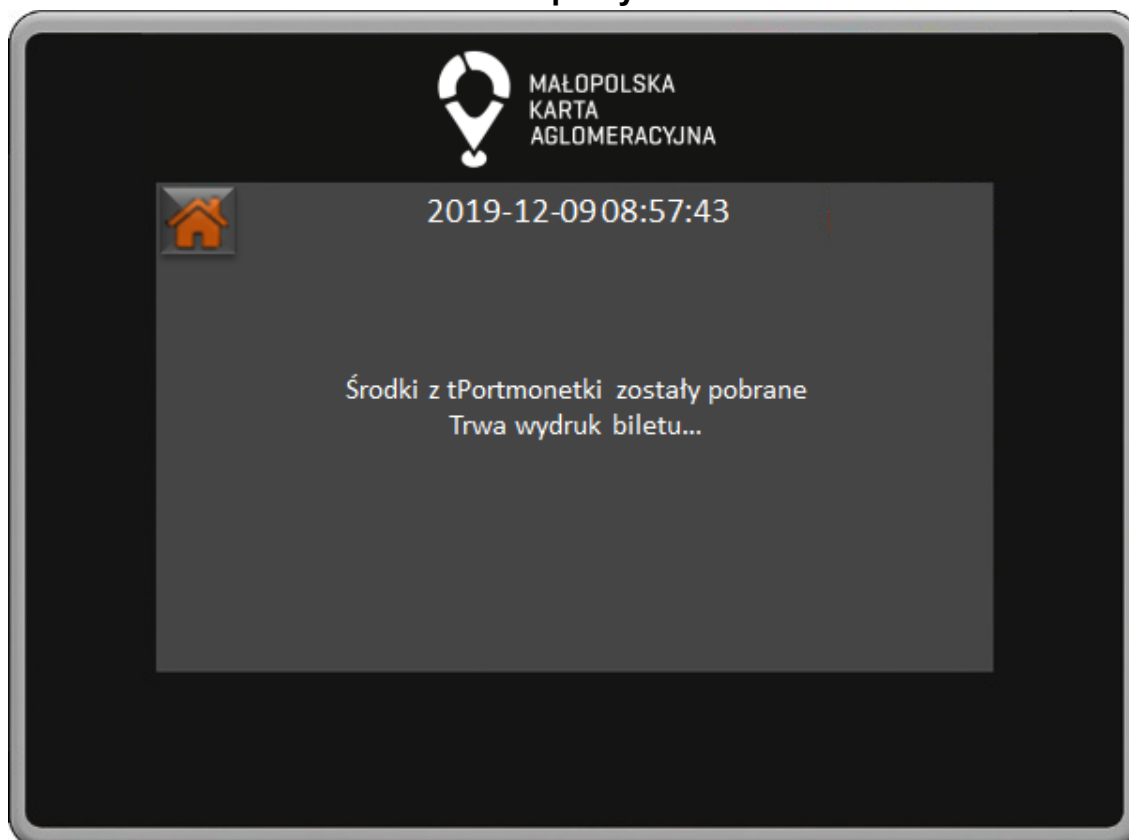 MAŁOPOLSKA
KARTA
AGLOMERACYJNA
2019-12-09 08:57:43
Środki z tPortmonetki zostały pobrane
Trwa wydruk biletu...